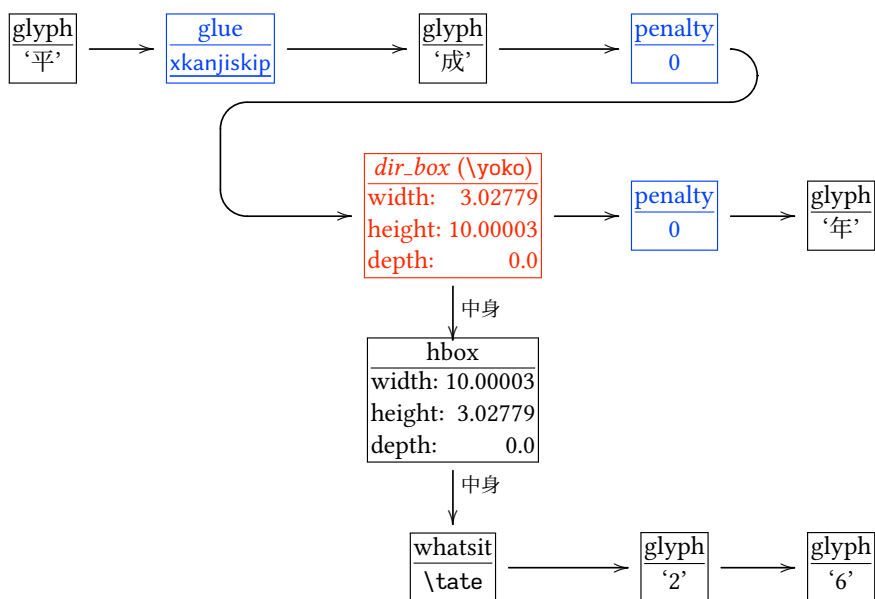 glyph
‘平’
glue
xkanjiskip
glyph
‘成’
penalty
0
dir_box (\yoko)
width: 3.02779
height: 10.00003
depth: 0.0
penalty
0
glyph
‘年’
中身
hbox
width: 10.00003
height: 3.02779
depth: 0.0
中身
whatsit
\tate
glyph
‘2’
glyph
‘6’